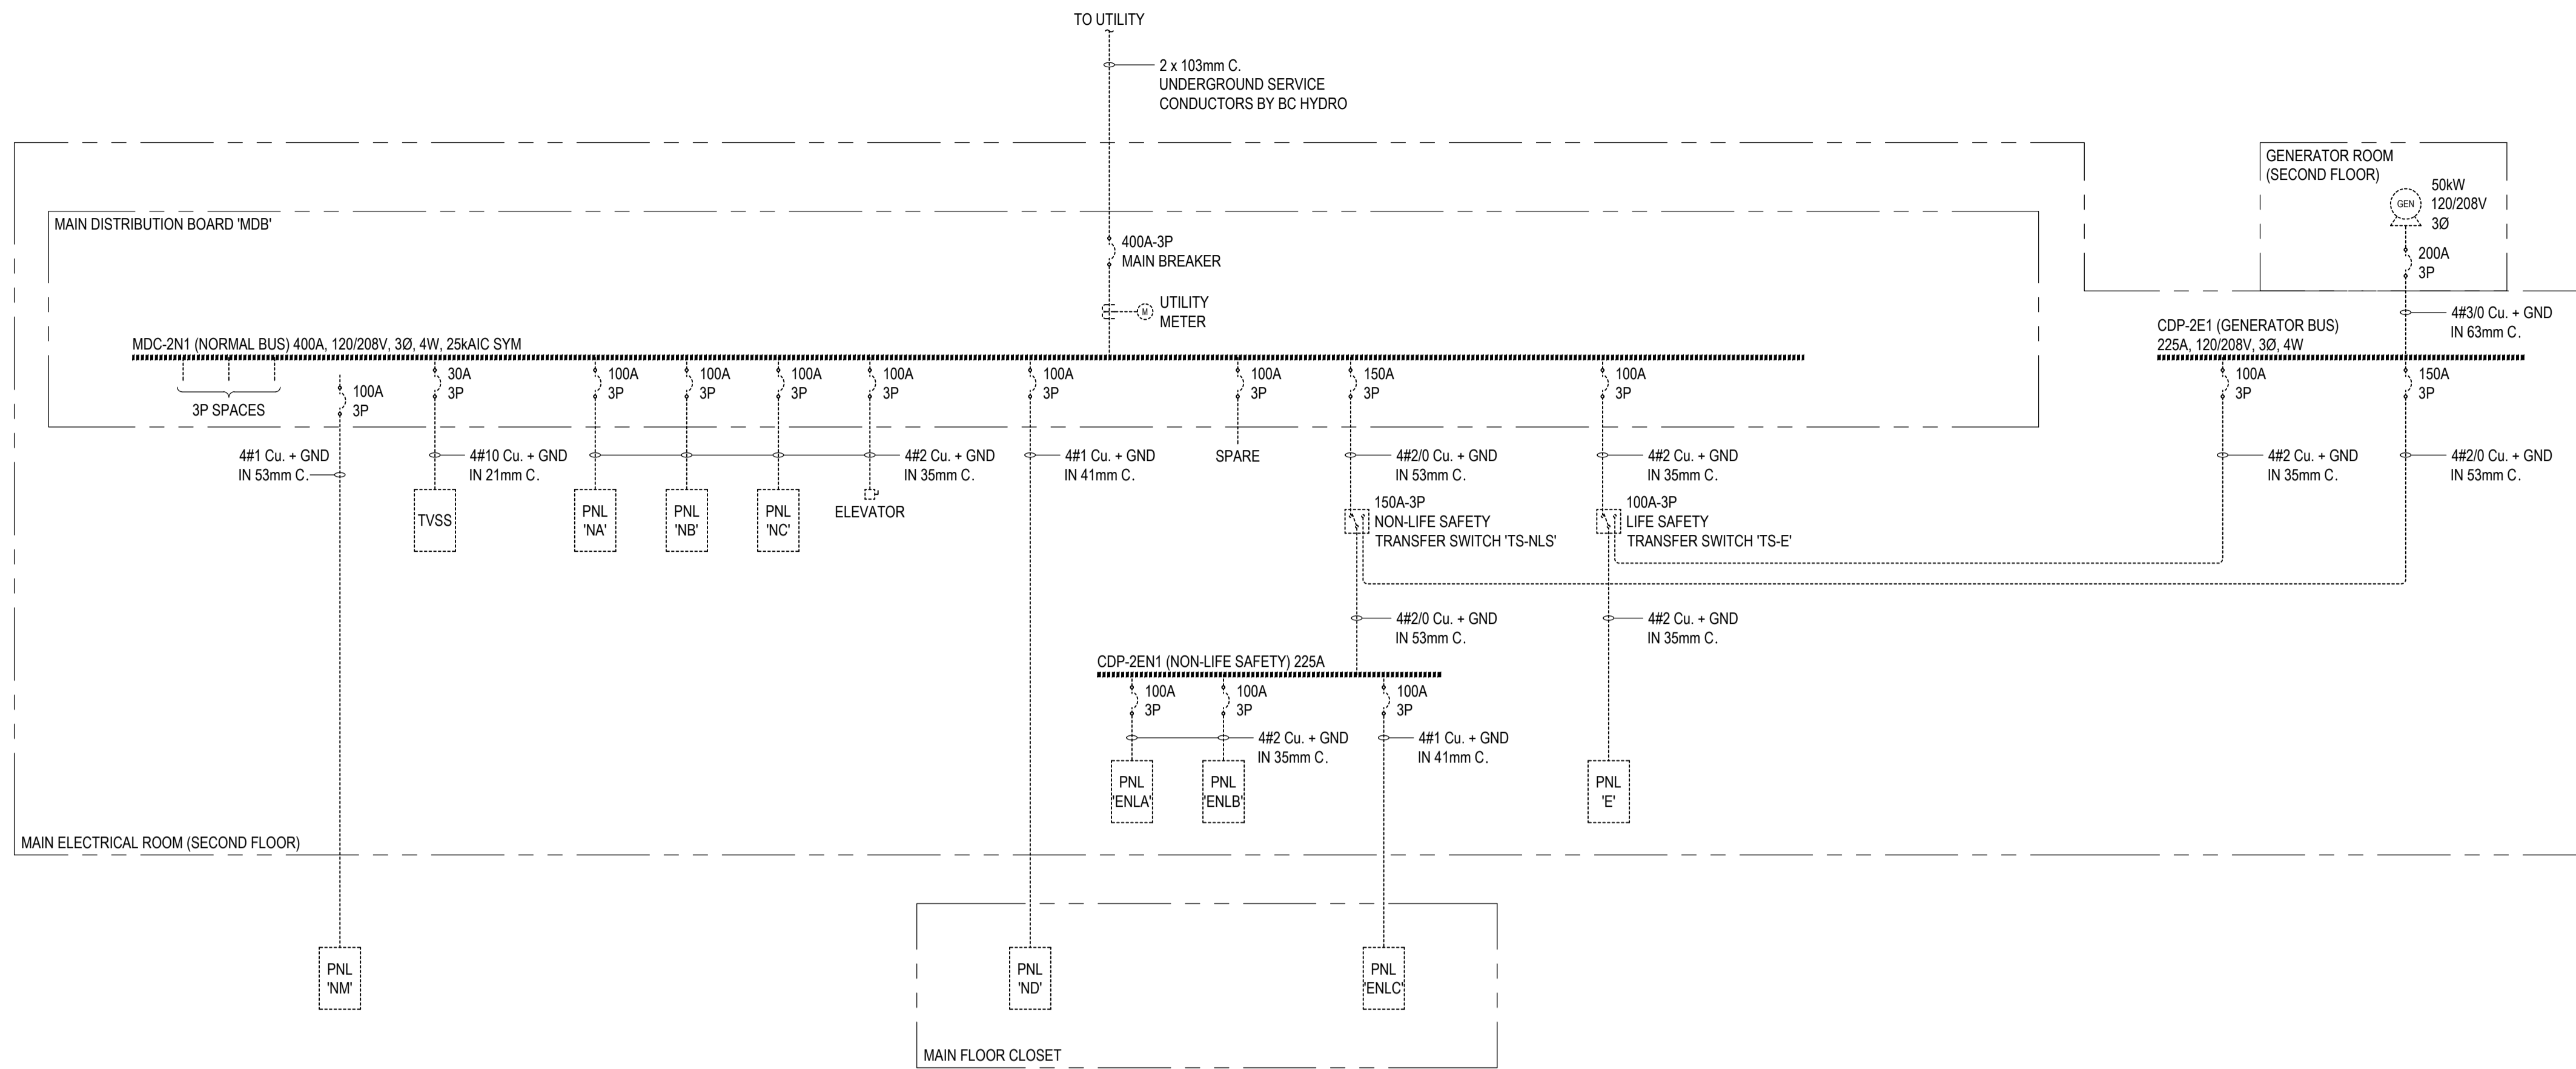 TO UTILITY
2 x 103mm C.
UNDERGROUND SERVICE
CONDUCTORS BY BC HYDRO
GENERATOR ROOM
(SECOND FLOOR)
GEN
50kW
120/208V
3Ø
200A
3P
MAIN DISTRIBUTION BOARD 'MDB'
400A-3P
MAIN BREAKER
M
UTILITY
METER
4#3/0 Cu. + GND
IN 63mm C.
MDC-2N1 (NORMAL BUS) 400A, 120/208V, 3Ø, 4W, 25kAIC SYM
CDP-2E1 (GENERATOR BUS)
225A, 120/208V, 3Ø, 4W
3P SPACES
100A
3P
30A
3P
100A
3P
100A
3P
100A
3P
100A
3P
100A
3P
100A
3P
150A
3P
100A
3P
100A
3P
150A
3P
4#1 Cu. + GND
IN 53mm C.
4#10 Cu. + GND
IN 21mm C.
4#2 Cu. + GND
IN 35mm C.
4#1 Cu. + GND
IN 41mm C.
SPARE
4#2/0 Cu. + GND
IN 53mm C.
4#2 Cu. + GND
IN 35mm C.
4#2 Cu. + GND
IN 35mm C.
4#2/0 Cu. + GND
IN 53mm C.
TVSS
PNL
'NA'
PNL
'NB'
PNL
'NC'
ELEVATOR
150A-3P
NON-LIFE SAFETY
TRANSFER SWITCH 'TS-NLS'
100A-3P
LIFE SAFETY
TRANSFER SWITCH 'TS-E'
4#2/0 Cu. + GND
IN 53mm C.
4#2 Cu. + GND
IN 35mm C.
CDP-2EN1 (NON-LIFE SAFETY) 225A
100A
3P
100A
3P
100A
3P
4#2 Cu. + GND
IN 35mm C.
4#1 Cu. + GND
IN 41mm C.
PNL
'ENLA'
PNL
'ENLB'
PNL
'E'
MAIN ELECTRICAL ROOM (SECOND FLOOR)
PNL
'NM'
PNL
'ND'
PNL
'ENLC'
MAIN FLOOR CLOSET